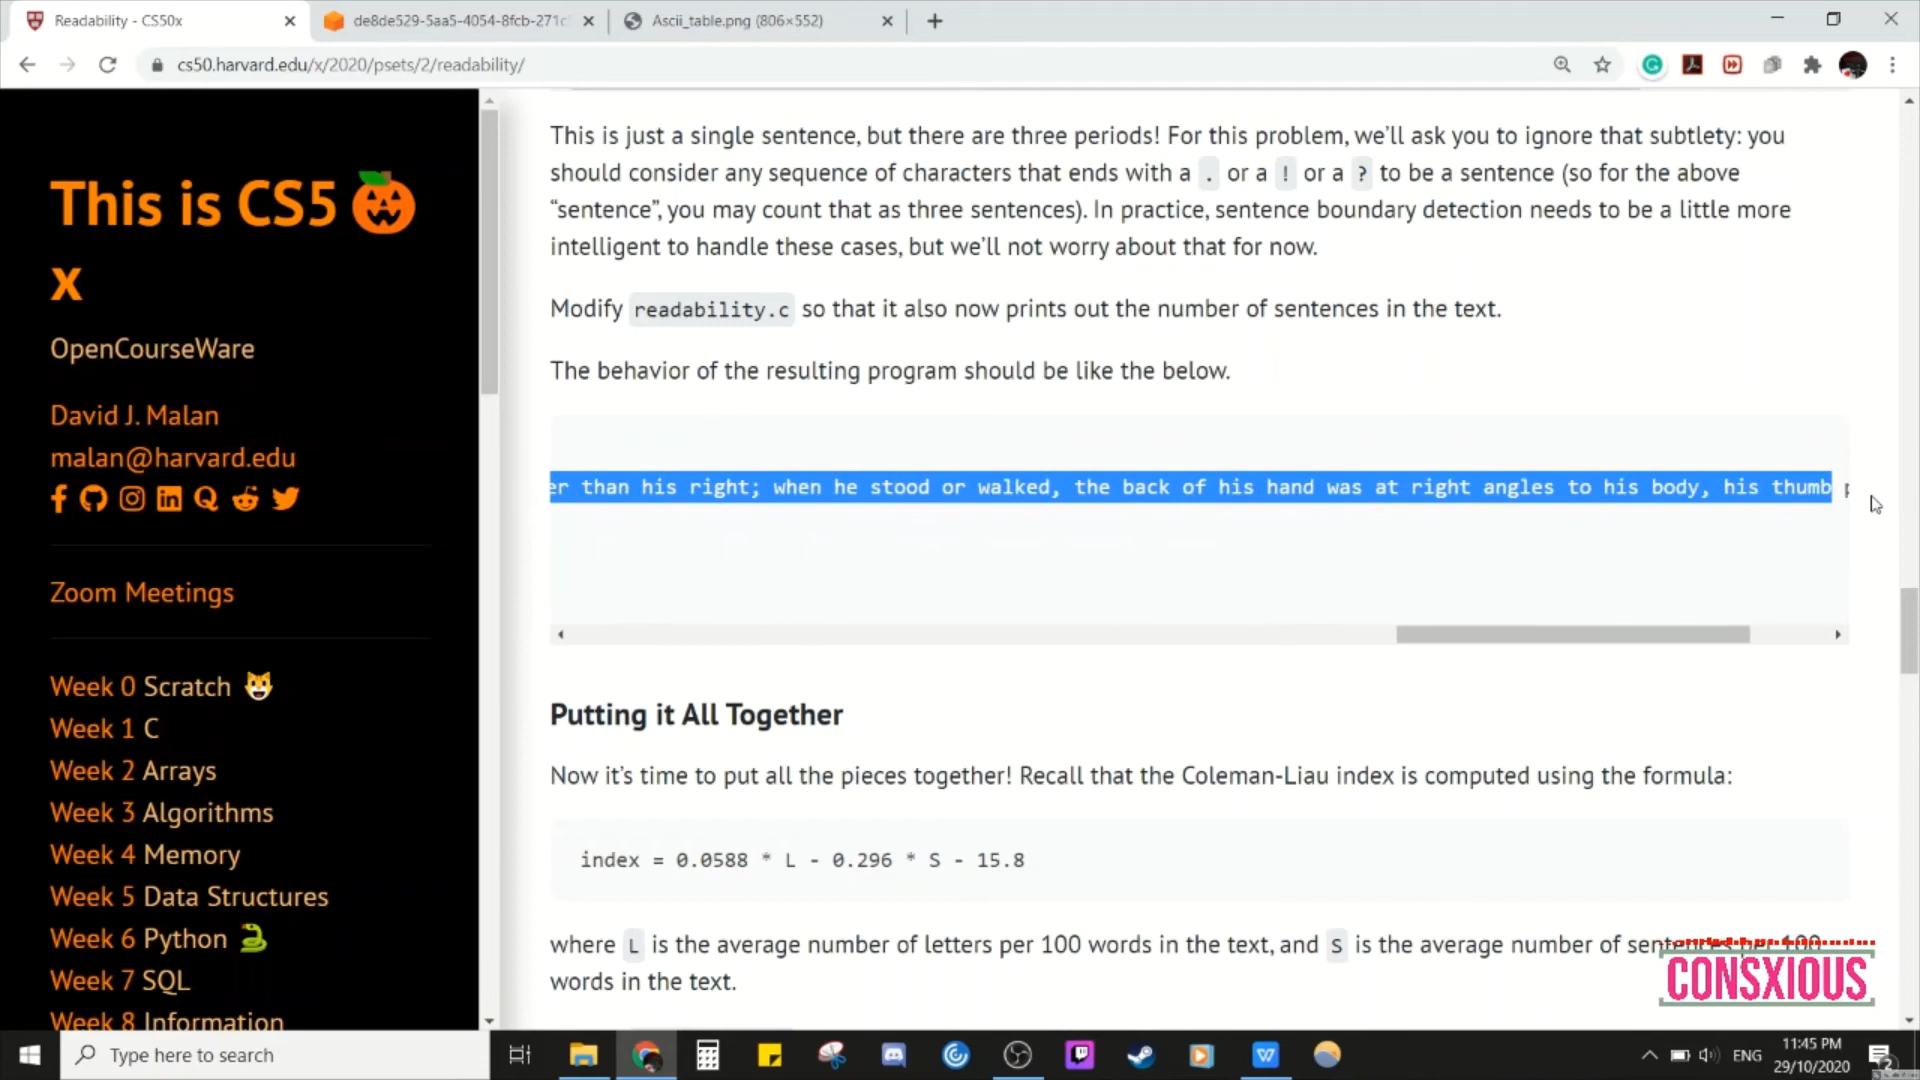 Readability - CS50x
de8de529-5aa5-4054-8fcb-271c
Ascii_table.png (806×552)
cs50.harvard.edu/x/2020/psets/2/readability/
This is CS5
x
OpenCourseWare
David J. Malan
malan@harvard.edu
Zoom Meetings
Week 0 Scratch
Week 1 C
Week 2 Arrays
Week 3 Algorithms
Week 4 Memory
Week 5 Data Structures
Week 6 Python
Week 7 SQL
Week 8 Information
This is just a single sentence, but there are three periods! For this problem, we’ll ask you to ignore that subtlety: you
should consider any sequence of characters that ends with a . or a ! or a ? to be a sentence (so for the above
“sentence”, you may count that as three sentences). In practice, sentence boundary detection needs to be a little more
intelligent to handle these cases, but we’ll not worry about that for now.
Modify readability.c so that it also now prints out the number of sentences in the text.
The behavior of the resulting program should be like the below.
er than his right; when he stood or walked, the back of his hand was at right angles to his body, his thumb
Putting it All Together
Now it’s time to put all the pieces together! Recall that the Coleman-Liau index is computed using the formula:
index = 0.0588 * L - 0.296 * S - 15.8
where L is the average number of letters per 100 words in the text, and S is the average number of sentences per 100
words in the text.
CONSXIOUS
Type here to search
ENG
11:45 PM
29/10/2020
2